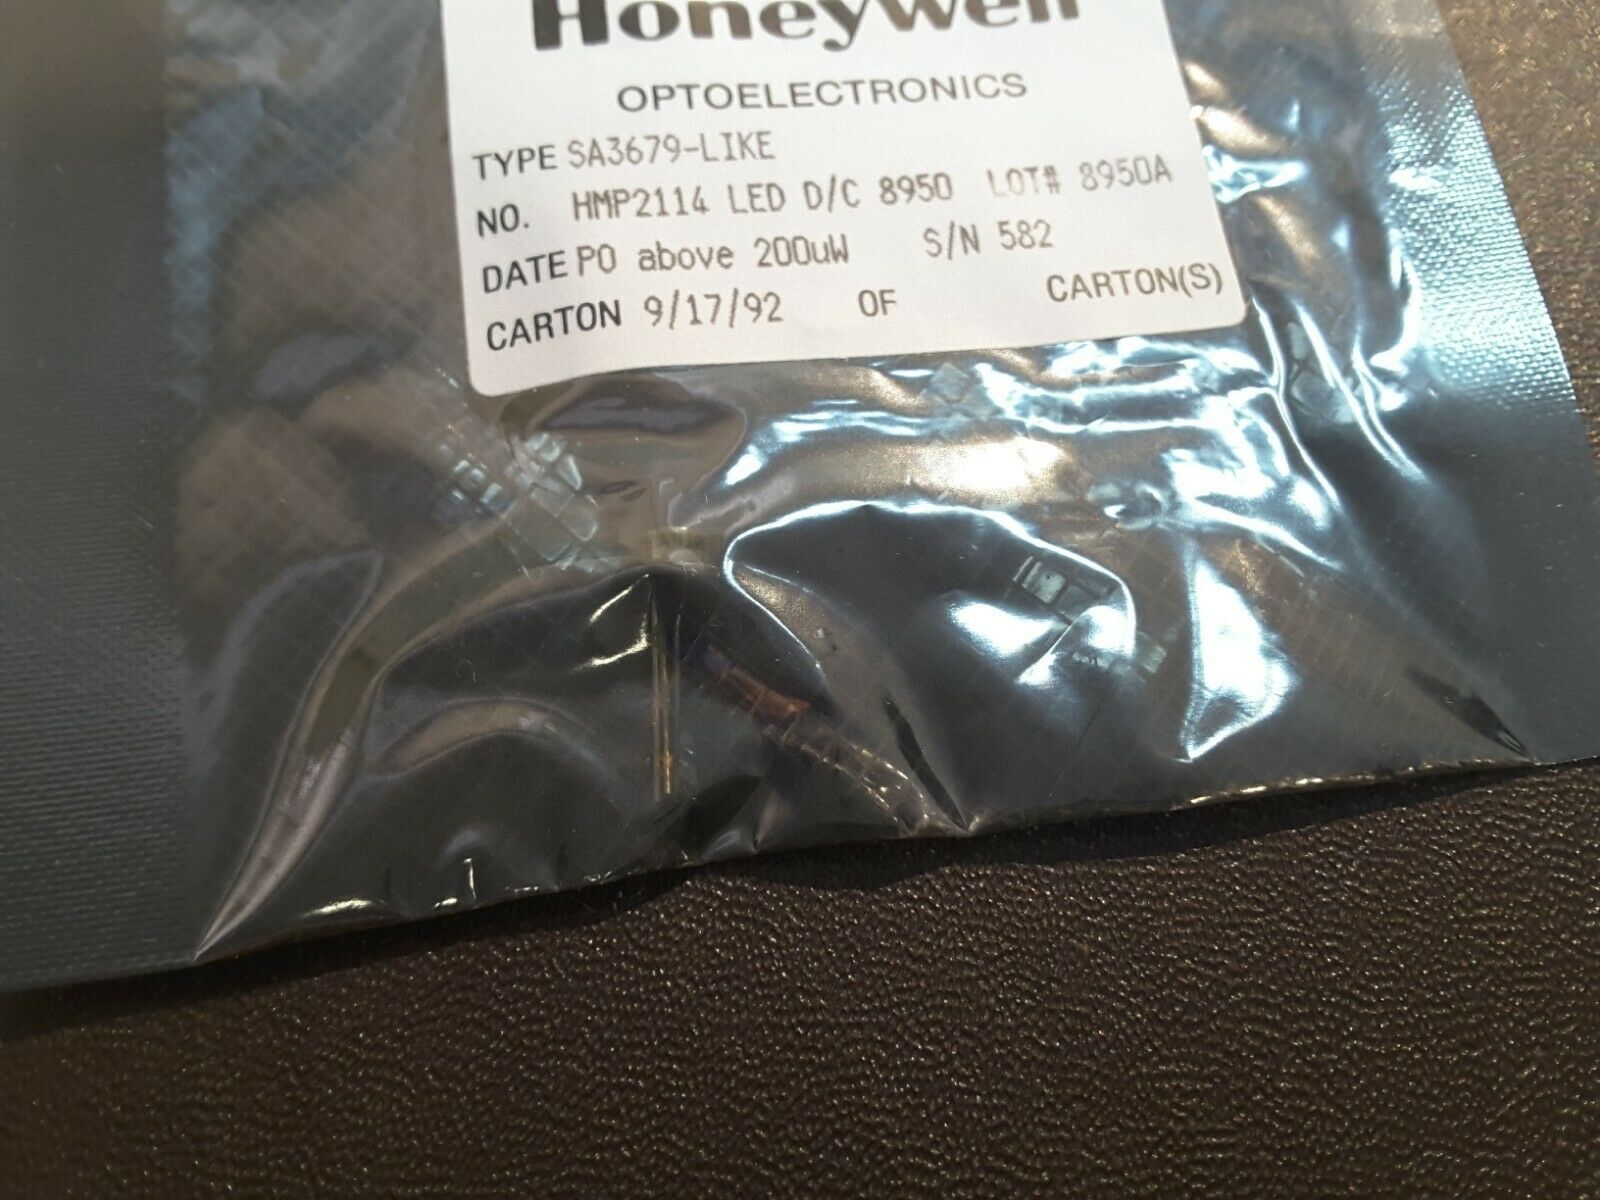 Honeywell
OPTOELECTRONICS
TYPE SA3679-LIKE
NO. HMP2114 LED D/C 8950 LOT# 8950A
DATE PO above 200uW S/N 582
CARTON 9/17/92 OF CARTON(S)